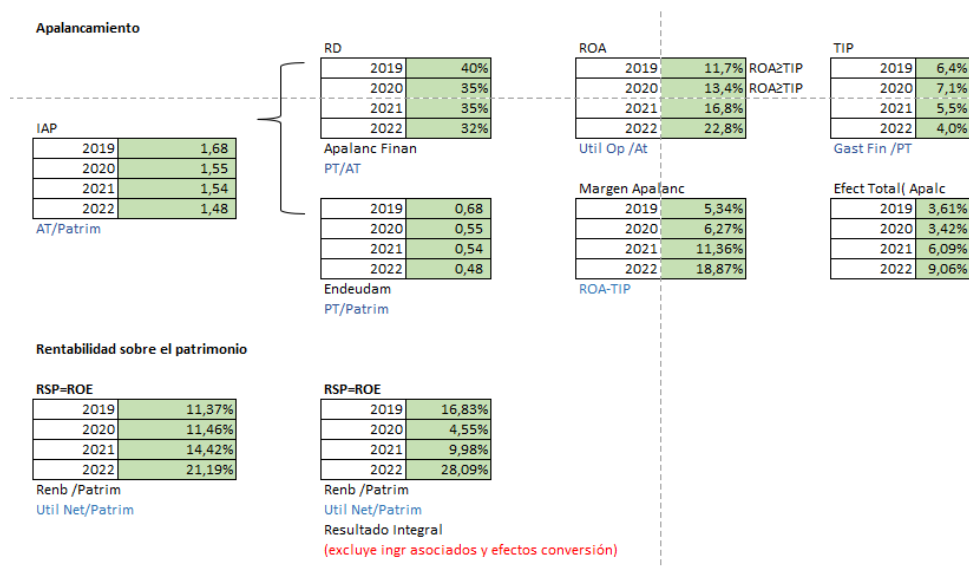 Apalancamiento
RD
2019 40%
2020 35%
2021 35%
2022 32%
Apalanc Finan
PT/AT
ROA
2019 11,7% ROA≥TIP
2020 13,4% ROA≥TIP
2021 16,8%
2022 22,8%
Util Op /At
TIP
2019 6,4%
2020 7,1%
2021 5,5%
2022 4,0%
Gast Fin /PT
IAP
2019 1,68
2020 1,55
2021 1,54
2022 1,48
AT/Patrim
2019 0,68
2020 0,55
2021 0,54
2022 0,48
Endeudam
PT/Patrim
Margen Apalanc
2019 5,34%
2020 6,27%
2021 11,36%
2022 18,87%
ROA-TIP
Efect Total( Apalc
2019 3,61%
2020 3,42%
2021 6,09%
2022 9,06%
Rentabilidad sobre el patrimonio
RSP=ROE
2019 11,37%
2020 11,46%
2021 14,42%
2022 21,19%
Renb /Patrim
Util Net/Patrim
RSP=ROE
2019 16,83%
2020 4,55%
2021 9,98%
2022 28,09%
Renb /Patrim
Util Net/Patrim
Resultado Integral
(excluye ingr asociados y efectos conversión)